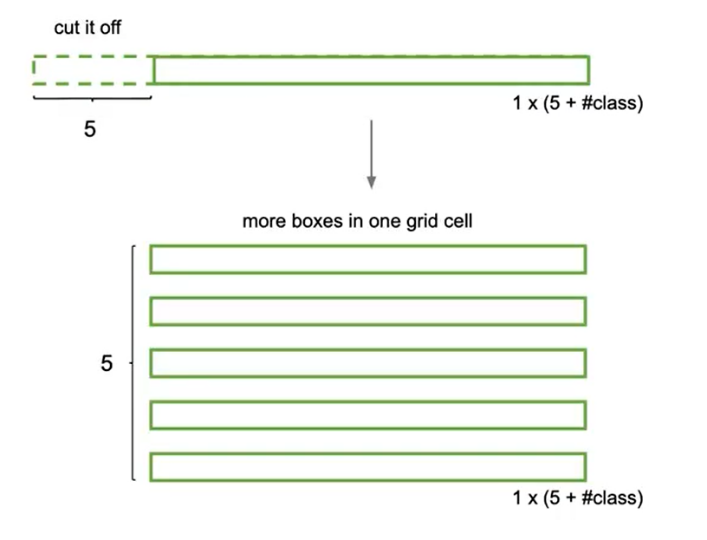 cut it off
1 x (5 + #class)
5
more boxes in one grid cell
5
1 x (5 + #class)